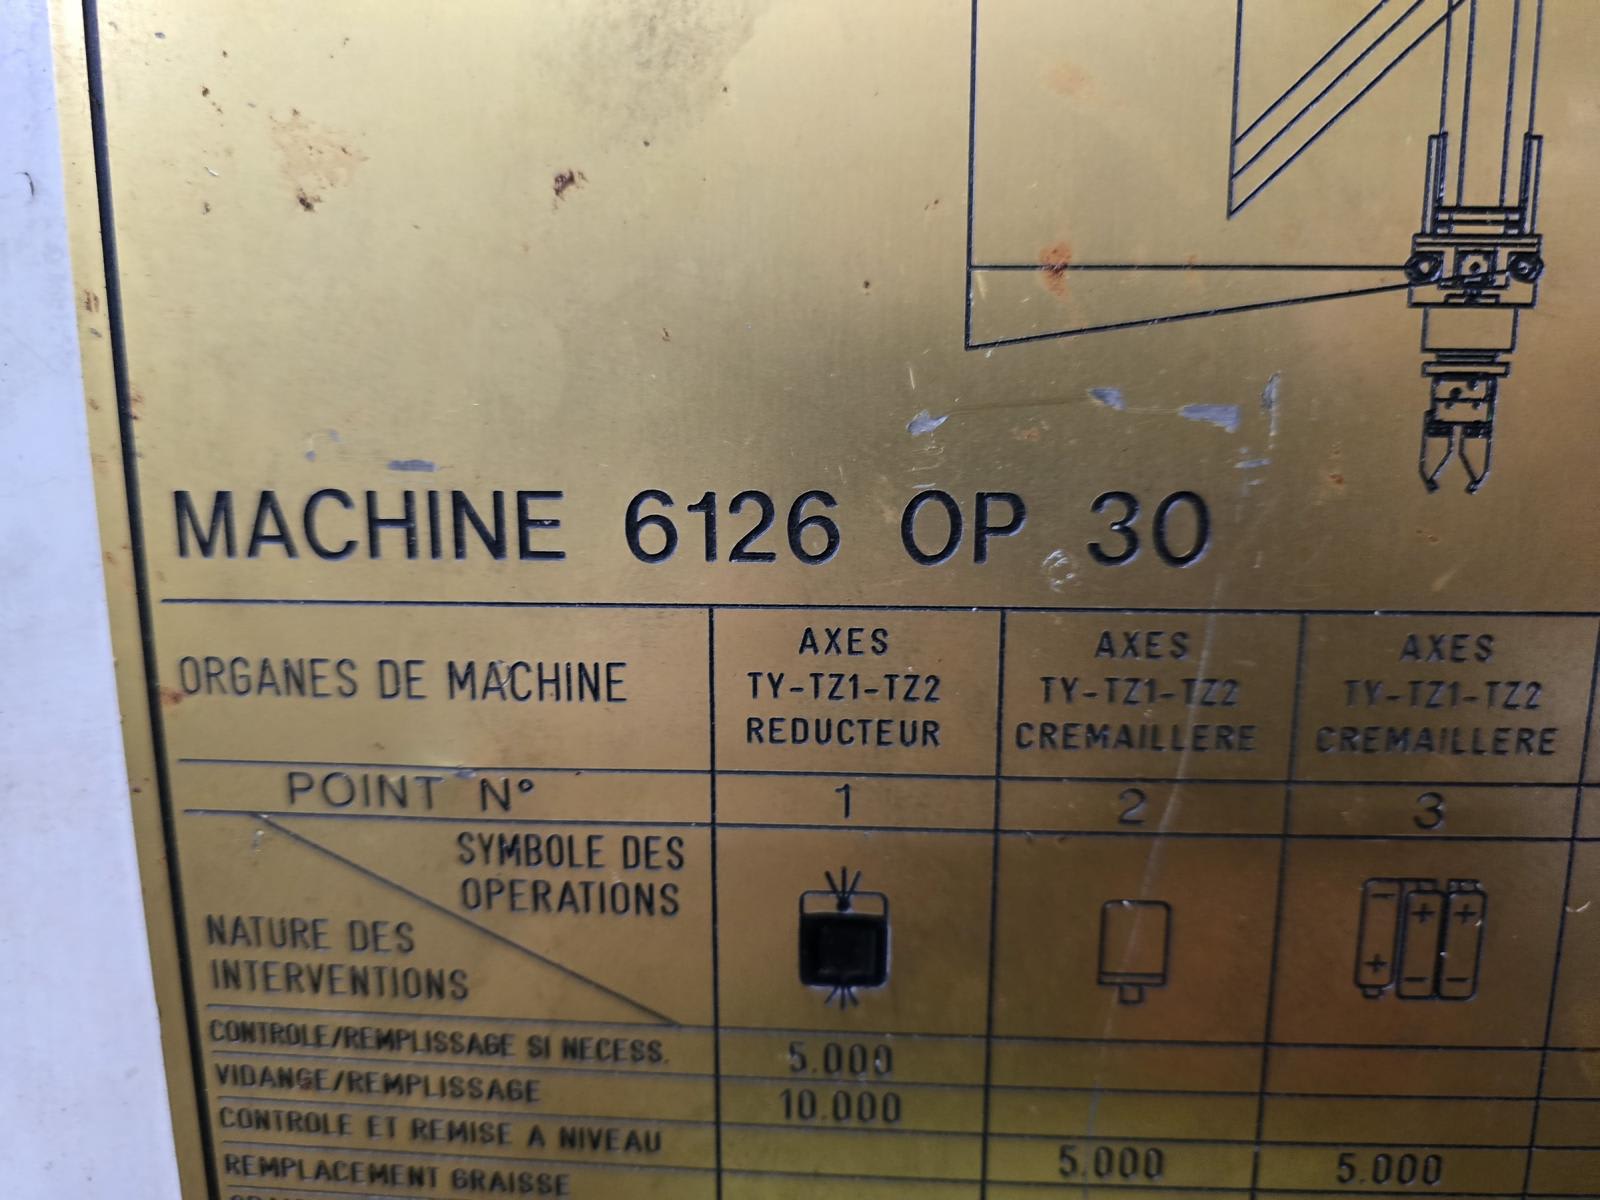 MACHINE 6126 OP 30
ORGANES DE MACHINE
AXES
TY-TZ1-TZ2
REDUCTEUR
AXES
TY-TZ1-TZ2
CREMAILLERE
AXES
TY-TZ1-TZ2
CREMAILLERE
POINT N° 1 2 3
SYMBOLE DES
OPERATIONS
NATURE DES
INTERVENTIONS
- + +
+ - -
CONTROLE/REMPLISSAGE SI NECESS. 5.000
VIDANGE/REMPLISSAGE 10.000
CONTROLE ET REMISE A NIVEAU 5.000 5.000
REMPLACEMENT GRAISSE